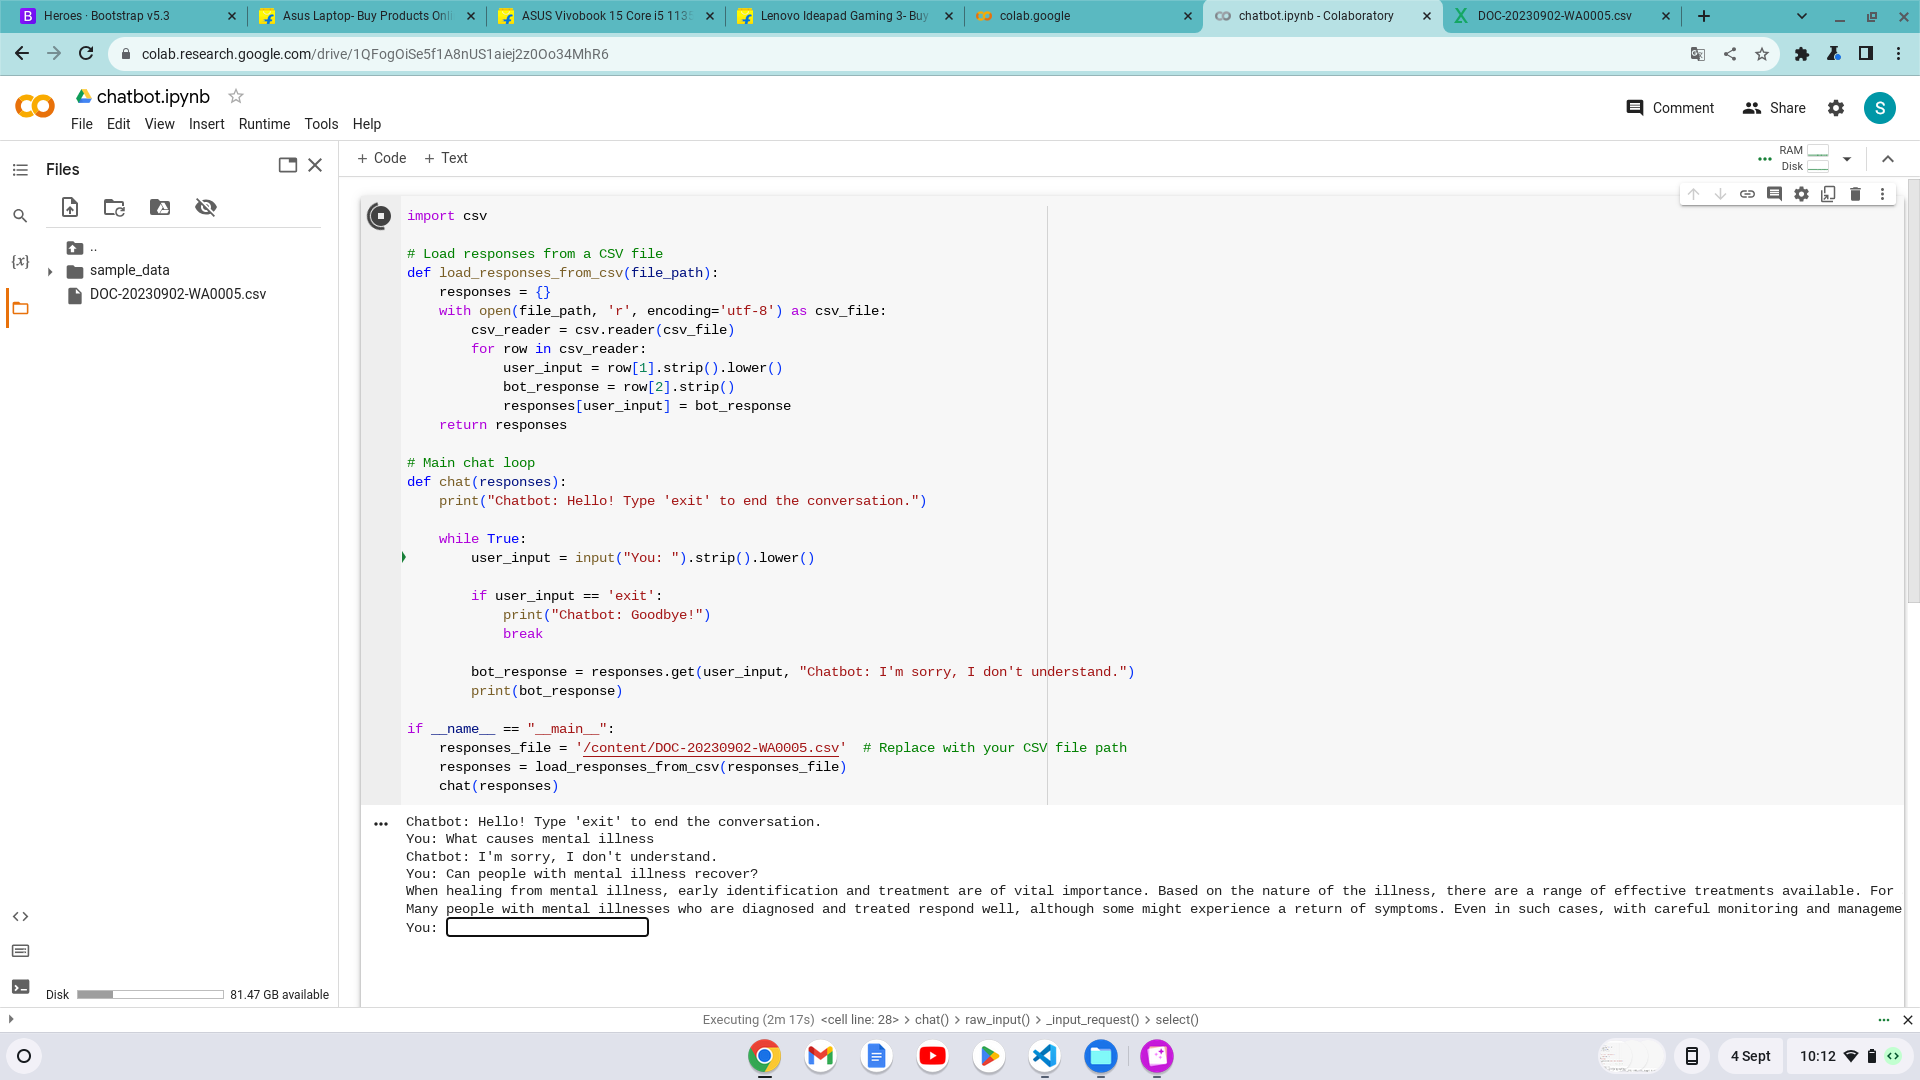 Heroes · Bootstrap v5.3
Asus Laptop- Buy Products Onl
ASUS Vivobook 15 Core i5 113
Lenovo Ideapad Gaming 3- Buy
colab.google
chatbot.ipynb - Colaboratory
DOC-20230902-WA0005.csv
colab.research.google.com/drive/1QFogOiSe5f1A8nUS1aiej2z0Oo34MhR6
chatbot.ipynb
File Edit View Insert Runtime Tools Help
Comment
Share
S
Files
+ Code + Text
RAM
Disk
..
sample_data
DOC-20230902-WA0005.csv
{x}
import csv
# Load responses from a CSV file
def load_responses_from_csv(file_path):
    responses = {}
    with open(file_path, 'r', encoding='utf-8') as csv_file:
        csv_reader = csv.reader(csv_file)
        for row in csv_reader:
            user_input = row[1].strip().lower()
            bot_response = row[2].strip()
            responses[user_input] = bot_response
    return responses
# Main chat loop
def chat(responses):
    print("Chatbot: Hello! Type 'exit' to end the conversation.")
    while True:
        user_input = input("You: ").strip().lower()
        if user_input == 'exit':
            print("Chatbot: Goodbye!")
            break
        bot_response = responses.get(user_input, "Chatbot: I'm sorry, I don't understand.")
        print(bot_response)
if __name__ == "__main__":
    responses_file = '/content/DOC-20230902-WA0005.csv'  # Replace with your CSV file path
    responses = load_responses_from_csv(responses_file)
    chat(responses)
Chatbot: Hello! Type 'exit' to end the conversation.
You: What causes mental illness
Chatbot: I'm sorry, I don't understand.
You: Can people with mental illness recover?
When healing from mental illness, early identification and treatment are of vital importance. Based on the nature of the illness, there are a range of effective treatments available. For
Many people with mental illnesses who are diagnosed and treated respond well, although some might experience a return of symptoms. Even in such cases, with careful monitoring and manageme
You:
Disk
81.47 GB available
Executing (2m 17s) <cell line: 28> > chat() > raw_input() > _input_request() > select()
4 Sept
10:12